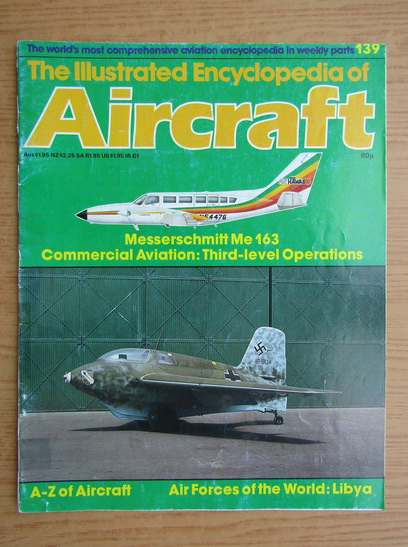 The world's most comprehensive aviation encyclopedia in weekly parts 139
The Illustrated Encyclopedia of
Aircraft
Aus $1.95 NZ $2.25 SA R1.95 US $1.95 IR £1
80p
HAWAII
Messerschmitt Me 163
Commercial Aviation: Third-level Operations
A-Z of Aircraft
Air Forces of the World: Libya